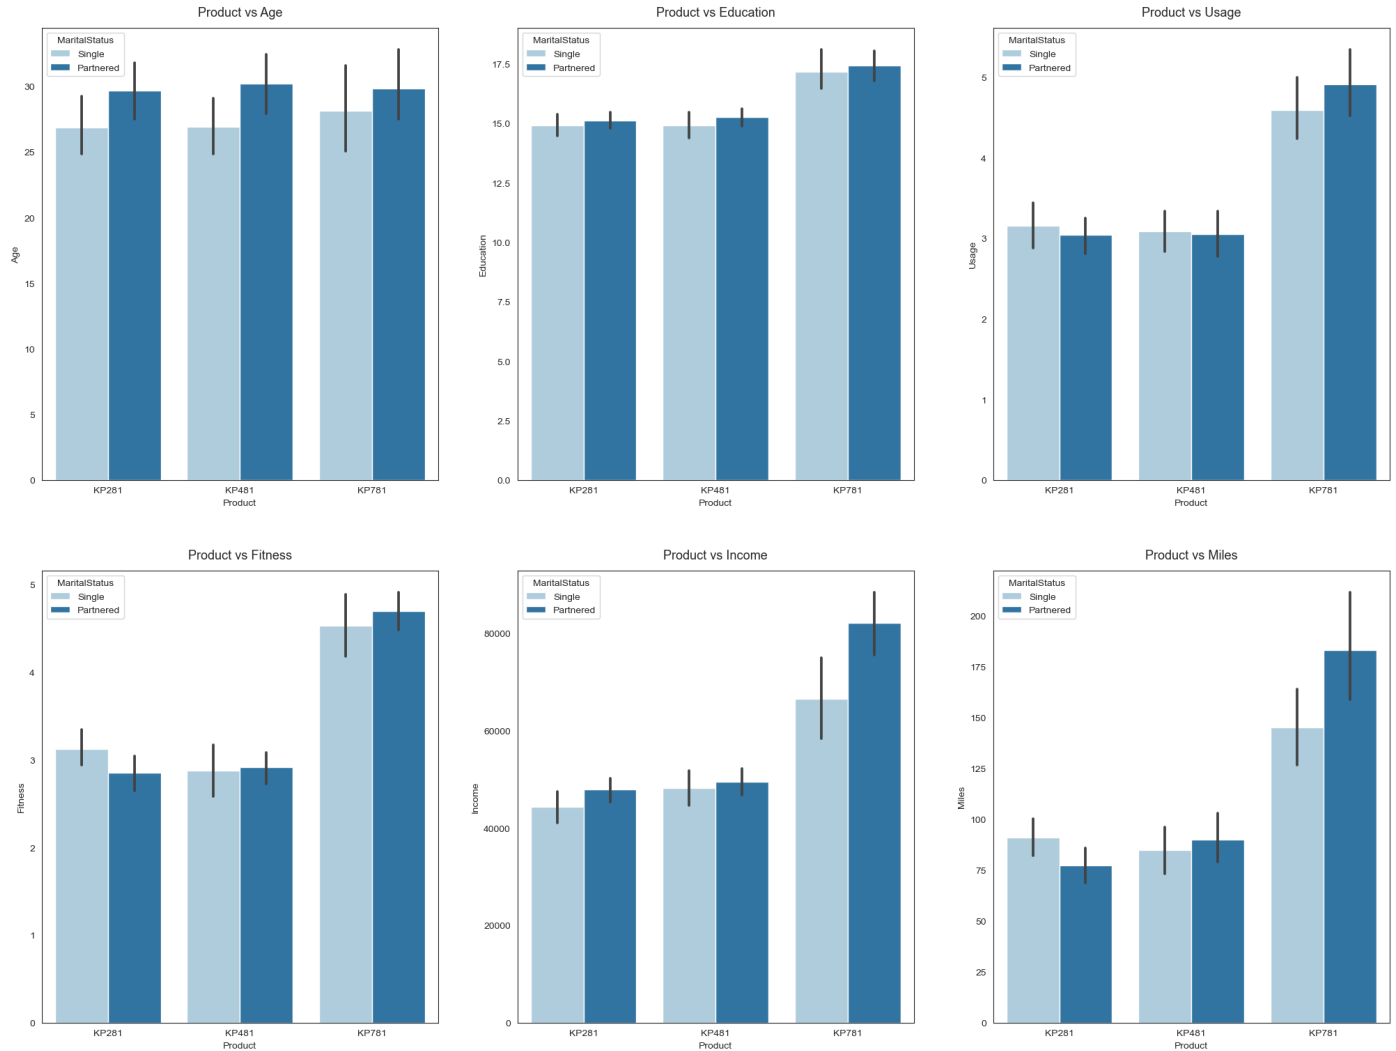 Product vs Age
MaritalStatus
Single
Partnered
30
25
20
15
10
5
0
Age
KP281
KP481
KP781
Product
Product vs Education
MaritalStatus
Single
Partnered
17.5
15.0
12.5
10.0
7.5
5.0
2.5
0.0
Education
KP281
KP481
KP781
Product
Product vs Usage
MaritalStatus
Single
Partnered
5
4
3
2
1
0
Usage
KP281
KP481
KP781
Product
Product vs Fitness
MaritalStatus
Single
Partnered
5
4
3
2
1
0
Fitness
KP281
KP481
KP781
Product
Product vs Income
MaritalStatus
Single
Partnered
80000
60000
40000
20000
0
Income
KP281
KP481
KP781
Product
Product vs Miles
MaritalStatus
Single
Partnered
200
175
150
125
100
75
50
25
0
Miles
KP281
KP481
KP781
Product